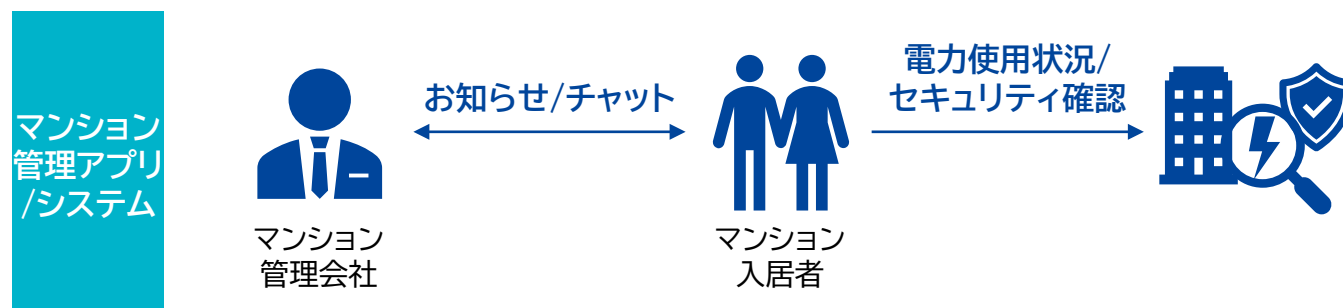 マンション
管理アプリ
/システム
お知らせ/チャット
電力使用状況/
セキュリティ確認
マンション
管理会社
マンション
入居者